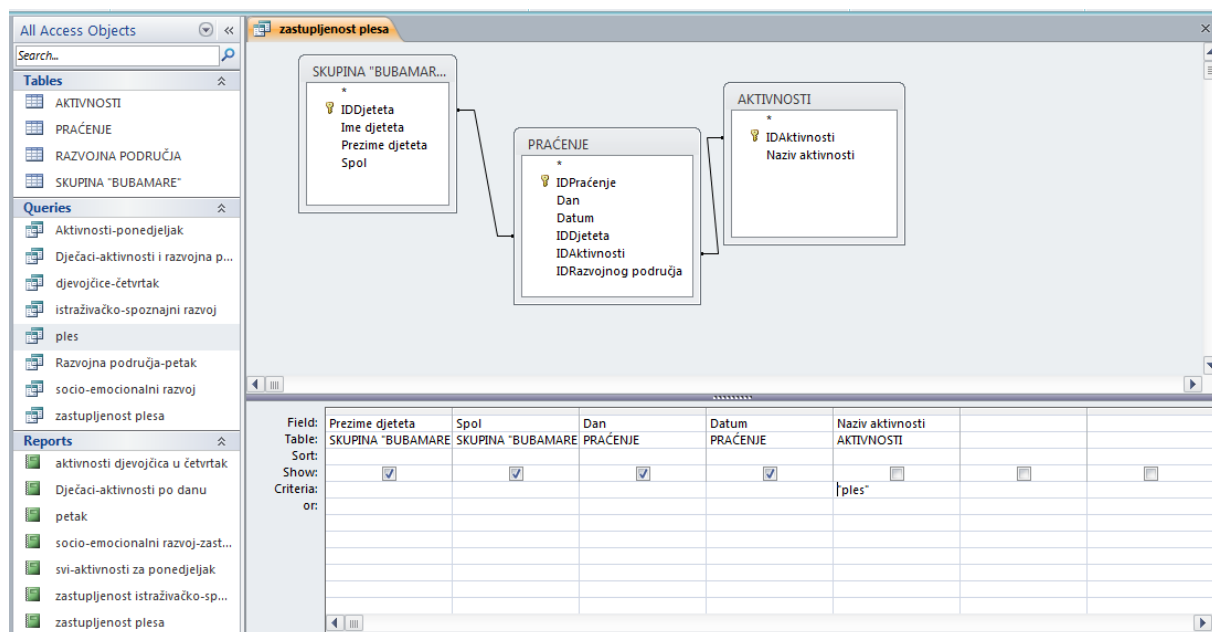 All Access Objects
Search...
Tables
AKTIVNOSTI
PRAĆENJE
RAZVOJNA PODRUČJA
SKUPINA "BUBAMARE"
Queries
Aktivnosti-ponedjeljak
Dječaci-aktivnosti i razvojna p...
djevojčice-četvrtak
istraživačko-spoznajni razvoj
ples
Razvojna područja-petak
socio-emocionalni razvoj
zastupljenost plesa
Reports
aktivnosti djevojčica u četvrtak
Dječaci-aktivnosti po danu
petak
socio-emocionalni razvoj-zast...
svi-aktivnosti za ponedjeljak
zastupljenost istraživačko-sp...
zastupljenost plesa
zastupljenost plesa
SKUPINA "BUBAMAR...
*
IDDjeteta
Ime djeteta
Prezime djeteta
Spol
PRAĆENJE
*
IDPraćenje
Dan
Datum
IDDjeteta
IDAktivnosti
IDRazvojnog područja
AKTIVNOSTI
*
IDAktivnosti
Naziv aktivnosti
Field: Prezime djeteta Spol Dan Datum Naziv aktivnosti
Table: SKUPINA "BUBAMARE SKUPINA "BUBAMARE PRAĆENJE PRAĆENJE AKTIVNOSTI
Sort:
Show:
Criteria: "ples"
or: